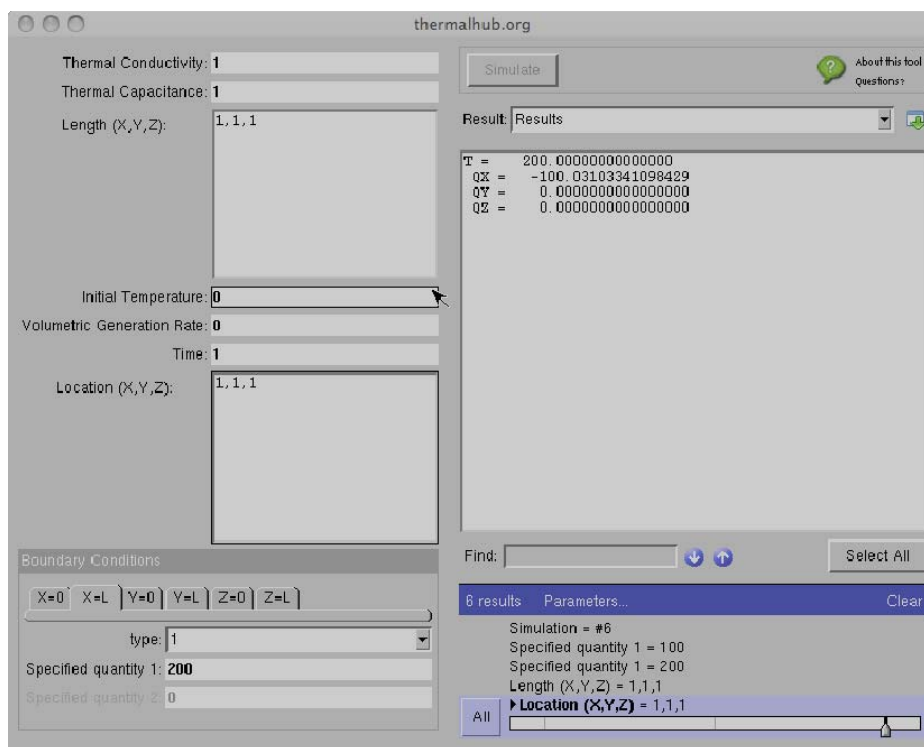 thermalhub.org
Thermal Conductivity: 1
Thermal Capacitance: 1
Length (X,Y,Z): 1,1,1
Initial Temperature: 0
Volumetric Generation Rate: 0
Time: 1
Location (X,Y,Z): 1,1,1
Boundary Conditions
X=0 X=L Y=0 Y=L Z=0 Z=L
type: 1
Specified quantity 1: 200
Specified quantity 2: 0
Simulate
About this tool
Questions?
Result: Results
T = 200.00000000000000
QX = -100.03103341098429
QY = 0.0000000000000000
QZ = 0.0000000000000000
Find:
Select All
6 results Parameters... Clear
Simulation = #6
Specified quantity 1 = 100
Specified quantity 1 = 200
Length (X,Y,Z) = 1,1,1
Location (X,Y,Z) = 1,1,1
All